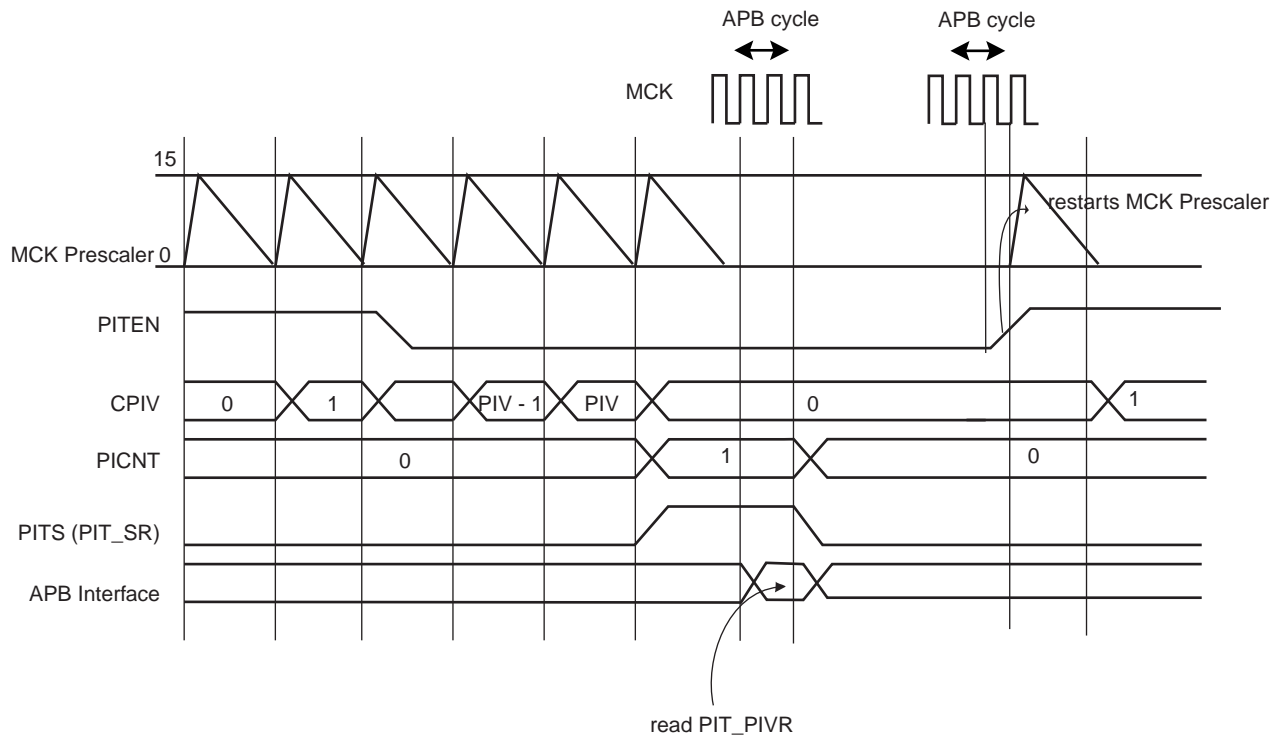 APB cycle
APB cycle
MCK
15
restarts MCK Prescaler
MCK Prescaler 0
PITEN
CPIV
0
1
PIV - 1
PIV
0
1
PICNT
0
1
0
PITS (PIT_SR)
APB Interface
read PIT_PIVR